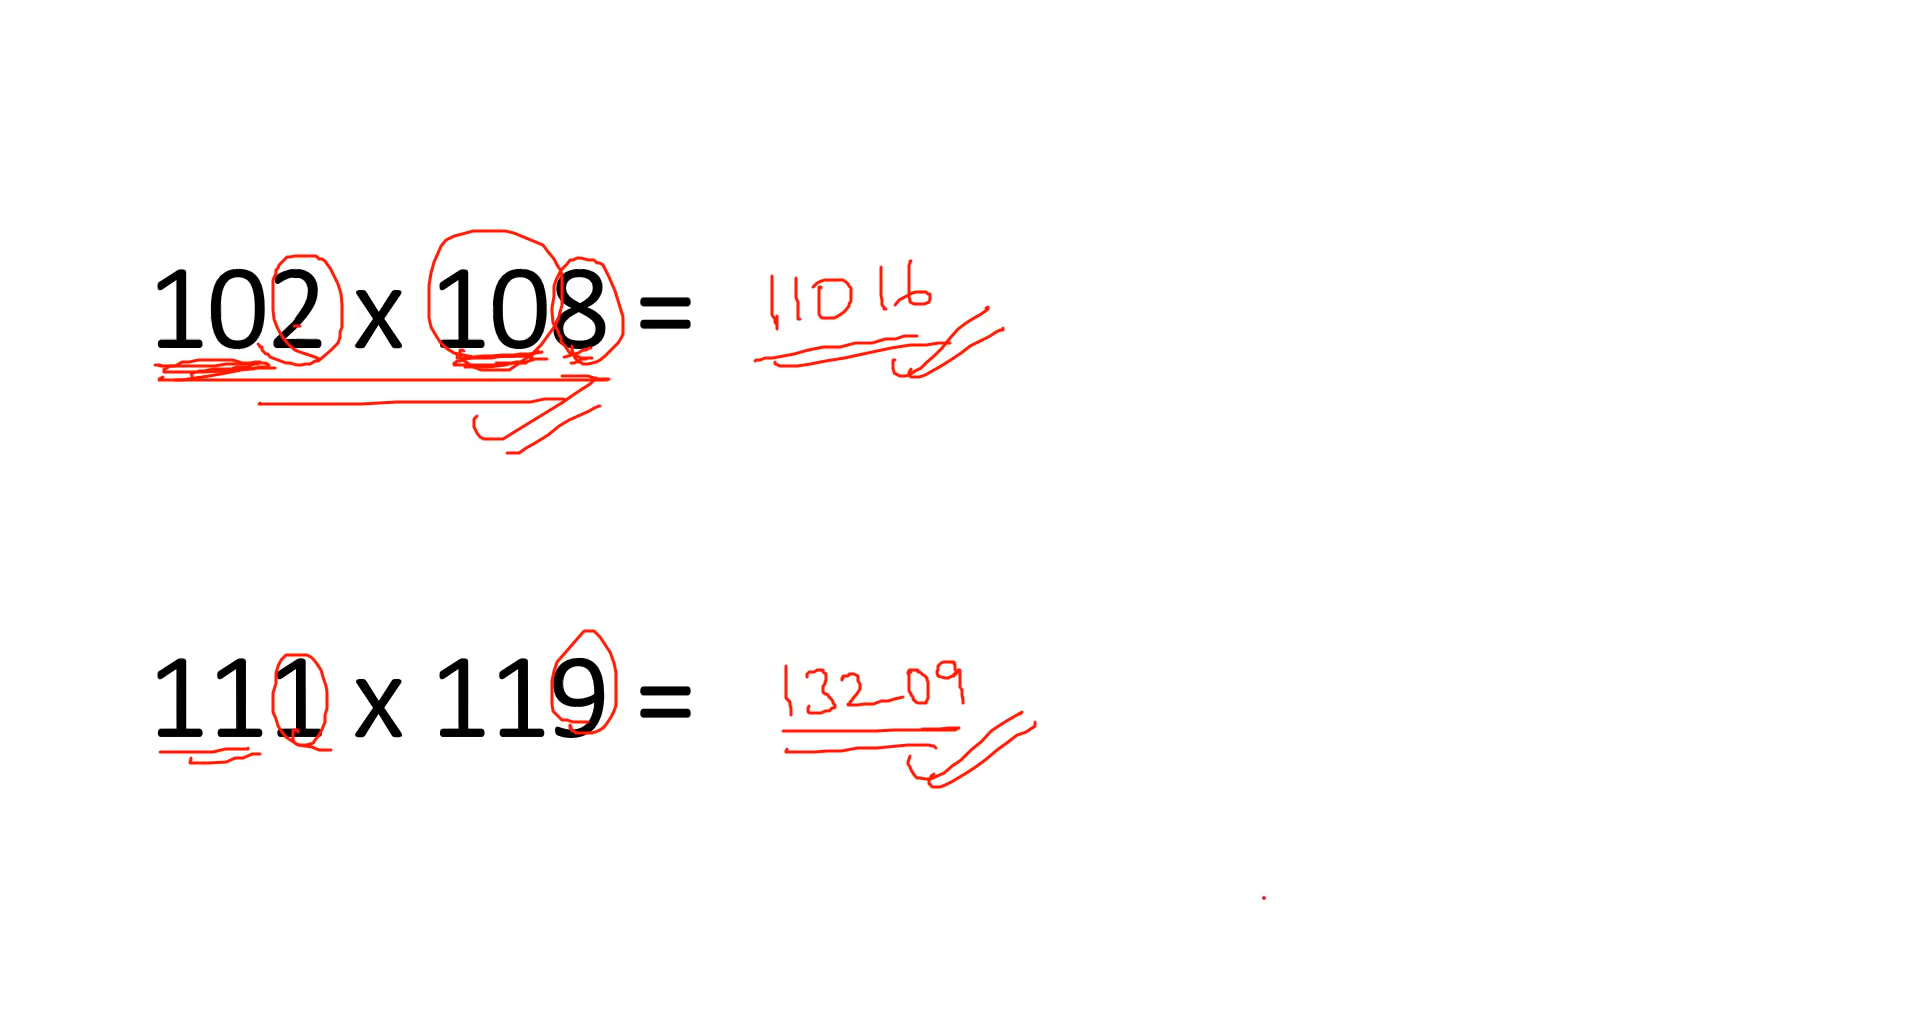 102 x 108 = 11016
111 x 119 = 13209